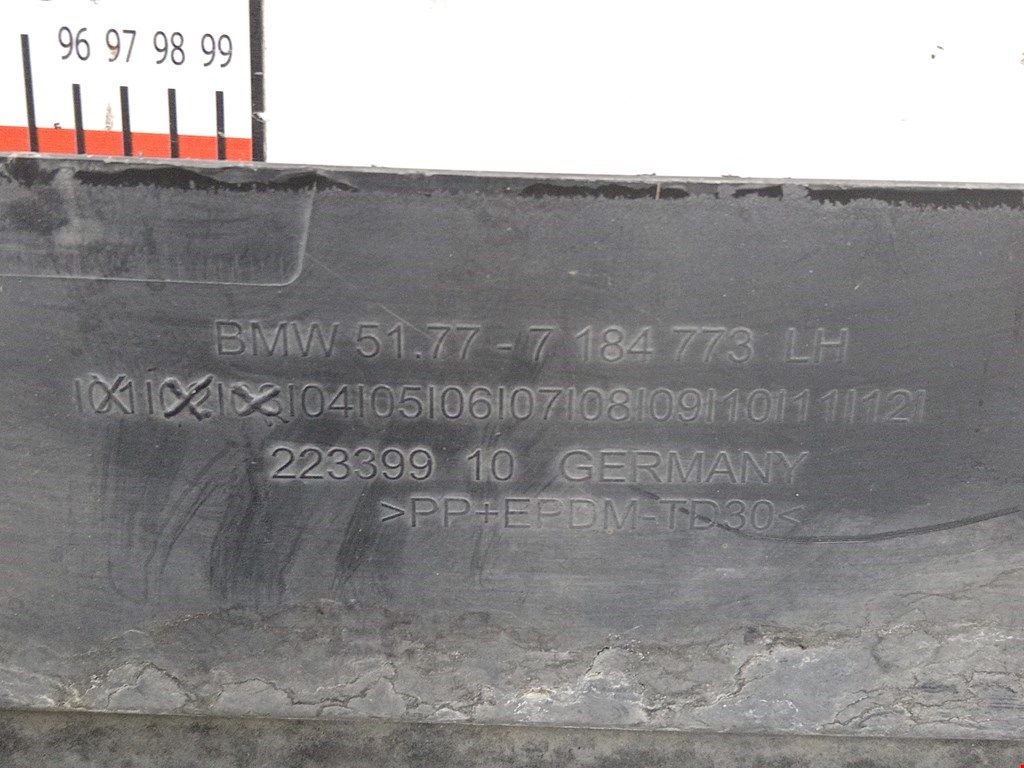 96 97 98 99
BMW 51.77 - 7 184 773 LH
|01|02|03|04|05|06|07|08|09|10|11|12|
223399 10 GERMANY
>PP+EPDM-TD30<